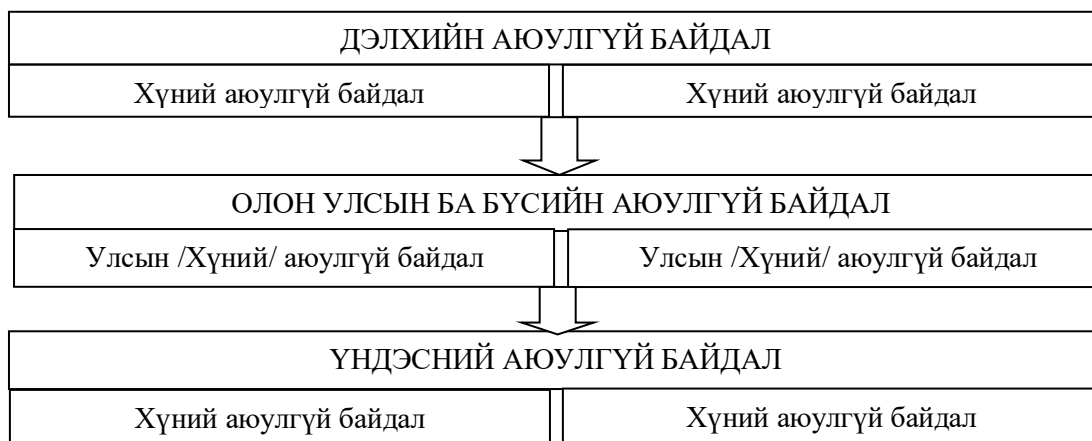 ДЭЛХИЙН АЮУЛГҮЙ БАЙДАЛ
Хүний аюулгүй байдал Хүний аюулгүй байдал
ОЛОН УЛСЫН БА БҮСИЙН АЮУЛГҮЙ БАЙДАЛ
Улсын /Хүний/ аюулгүй байдал Улсын /Хүний/ аюулгүй байдал
ҮНДЭСНИЙ АЮУЛГҮЙ БАЙДАЛ
Хүний аюулгүй байдал Хүний аюулгүй байдал